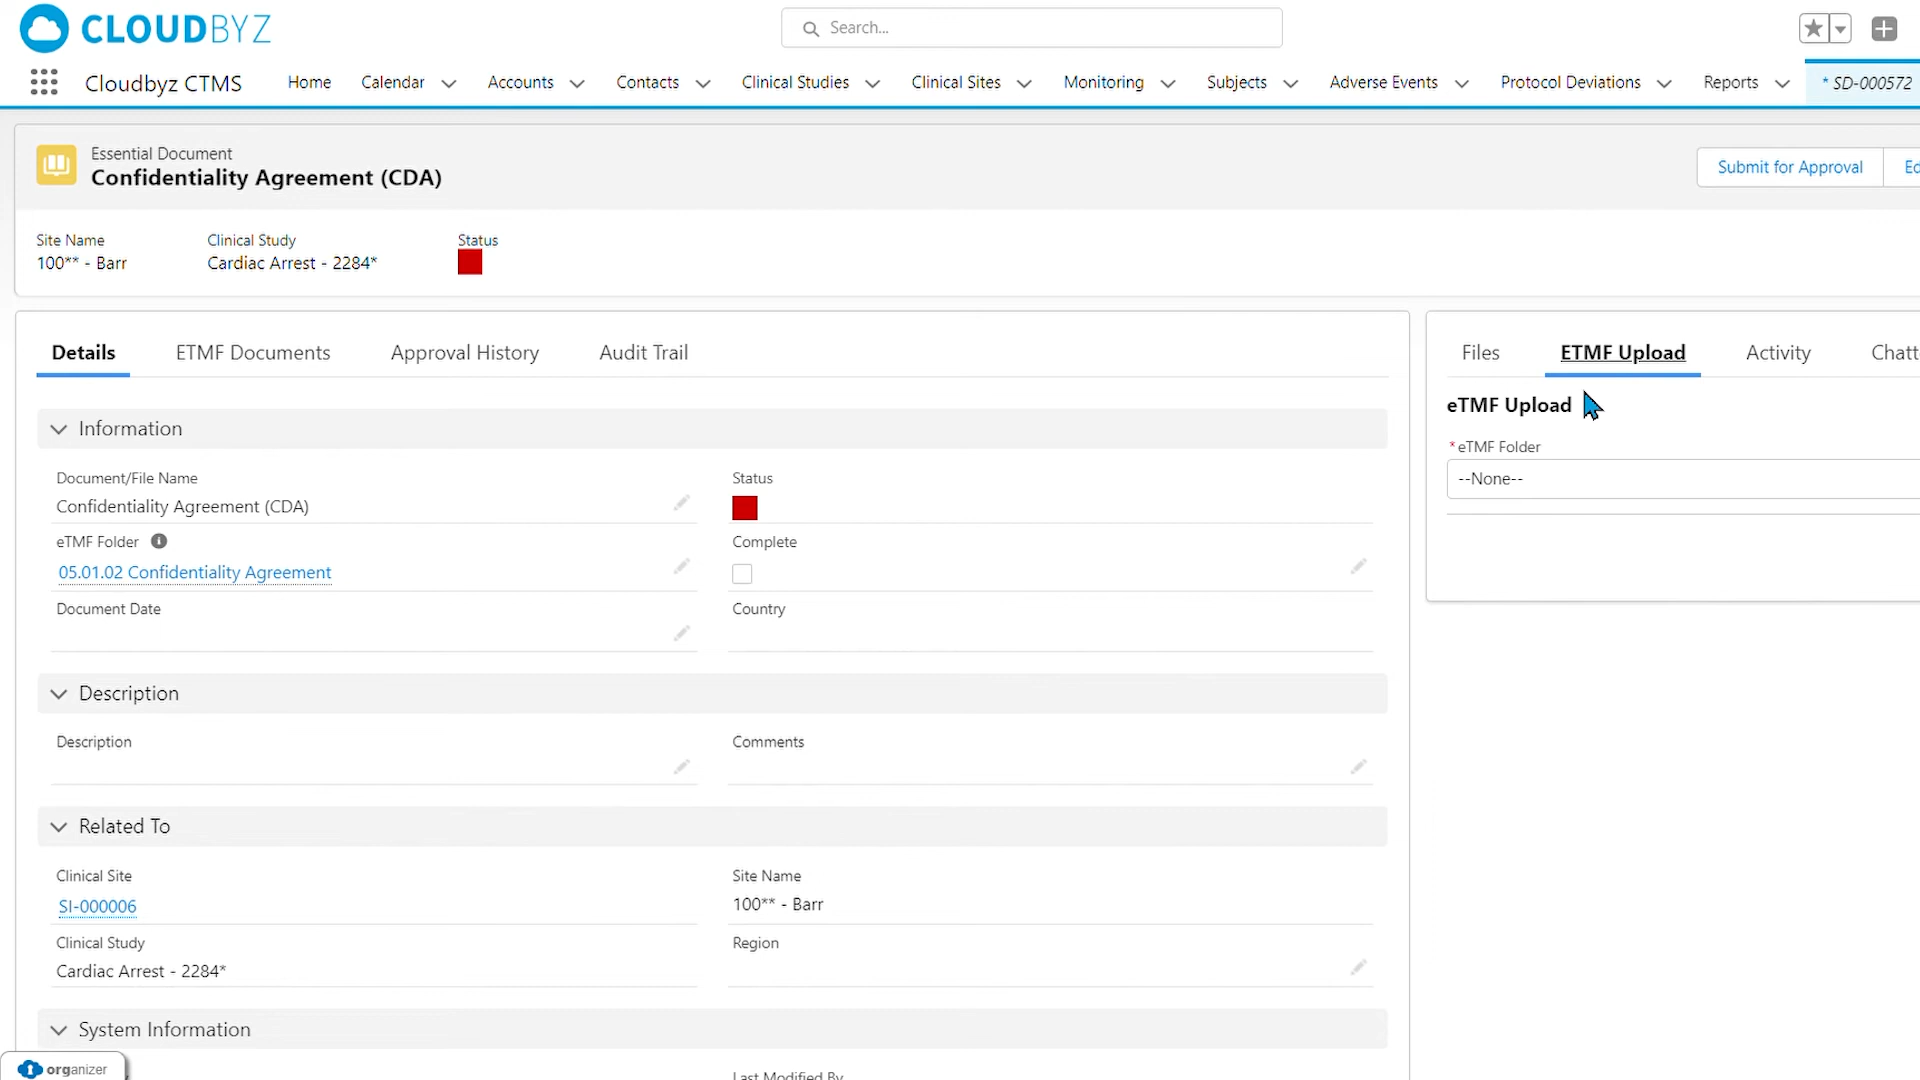 CLOUDBYZ
Search...
Cloudbyz CTMS
Home
Calendar
Accounts
Contacts
Clinical Studies
Clinical Sites
Monitoring
Subjects
Adverse Events
Protocol Deviations
Reports
* SD-000572
Essential Document
Confidentiality Agreement (CDA)
Submit for Approval
Ed
Site Name
100** - Barr
Clinical Study
Cardiac Arrest - 2284*
Status
Details
ETMF Documents
Approval History
Audit Trail
Information
Document/File Name
Confidentiality Agreement (CDA)
Status
eTMF Folder
05.01.02 Confidentiality Agreement
Complete
Document Date
Country
Description
Description
Comments
Related To
Clinical Site
SI-000006
Site Name
100** - Barr
Clinical Study
Cardiac Arrest - 2284*
Region
System Information
Last Modified By
Files
ETMF Upload
Activity
Chatt
eTMF Upload
*eTMF Folder
--None--
organizer